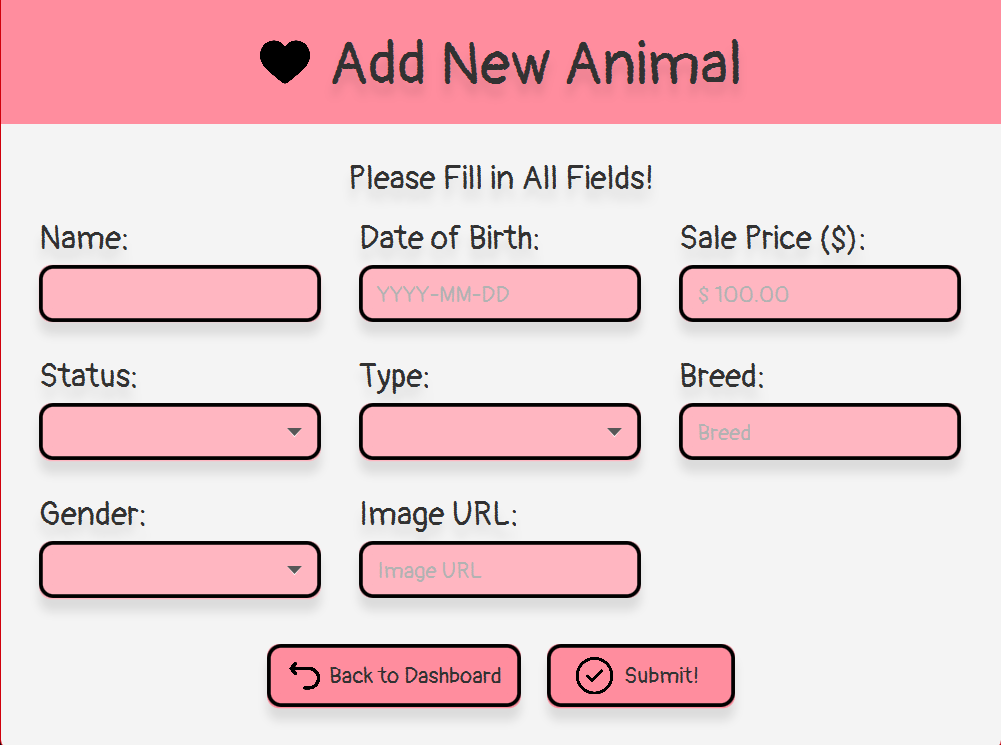 Add New Animal
Please Fill in All Fields!
Name: Date of Birth: Sale Price ($):
YYYY-MM-DD $ 100.00
Status: Type: Breed:
Breed
Gender: Image URL:
Image URL
Back to Dashboard Submit!